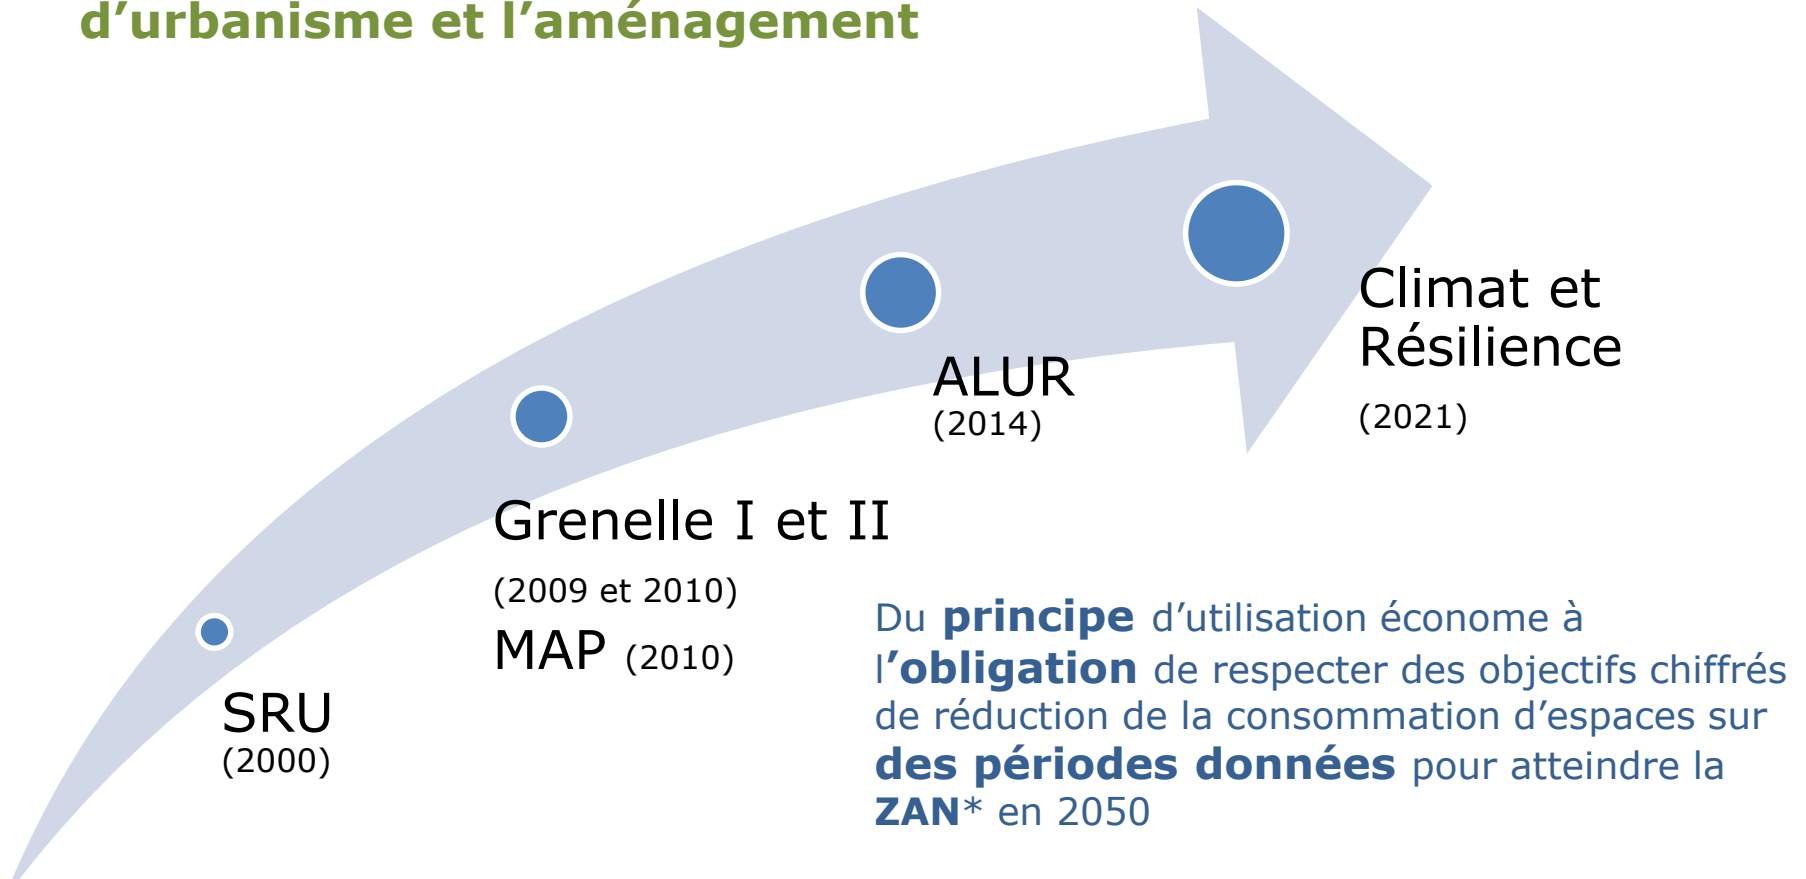 d’urbanisme et l’aménagement
Climat et
Résilience
(2021)
ALUR
(2014)
Grenelle I et II
(2009 et 2010)
MAP (2010)
SRU
(2000)
Du principe d’utilisation économe à
l’obligation de respecter des objectifs chiffrés
de réduction de la consommation d’espaces sur
des périodes données pour atteindre la
ZAN* en 2050